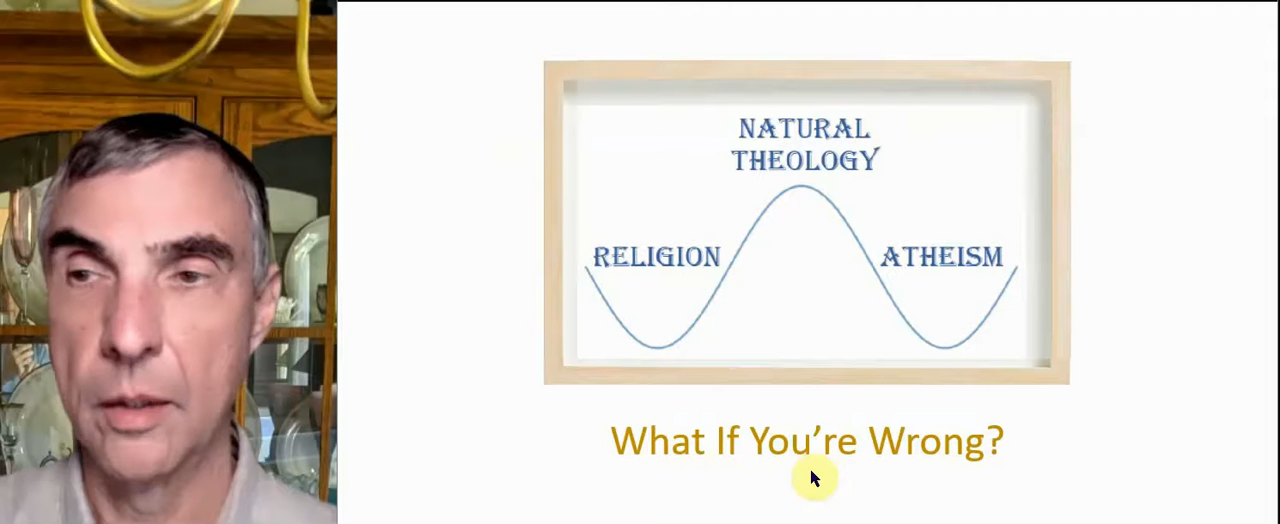 NATURAL
THEOLOGY
RELIGION
ATHEISM
What If You're Wrong?